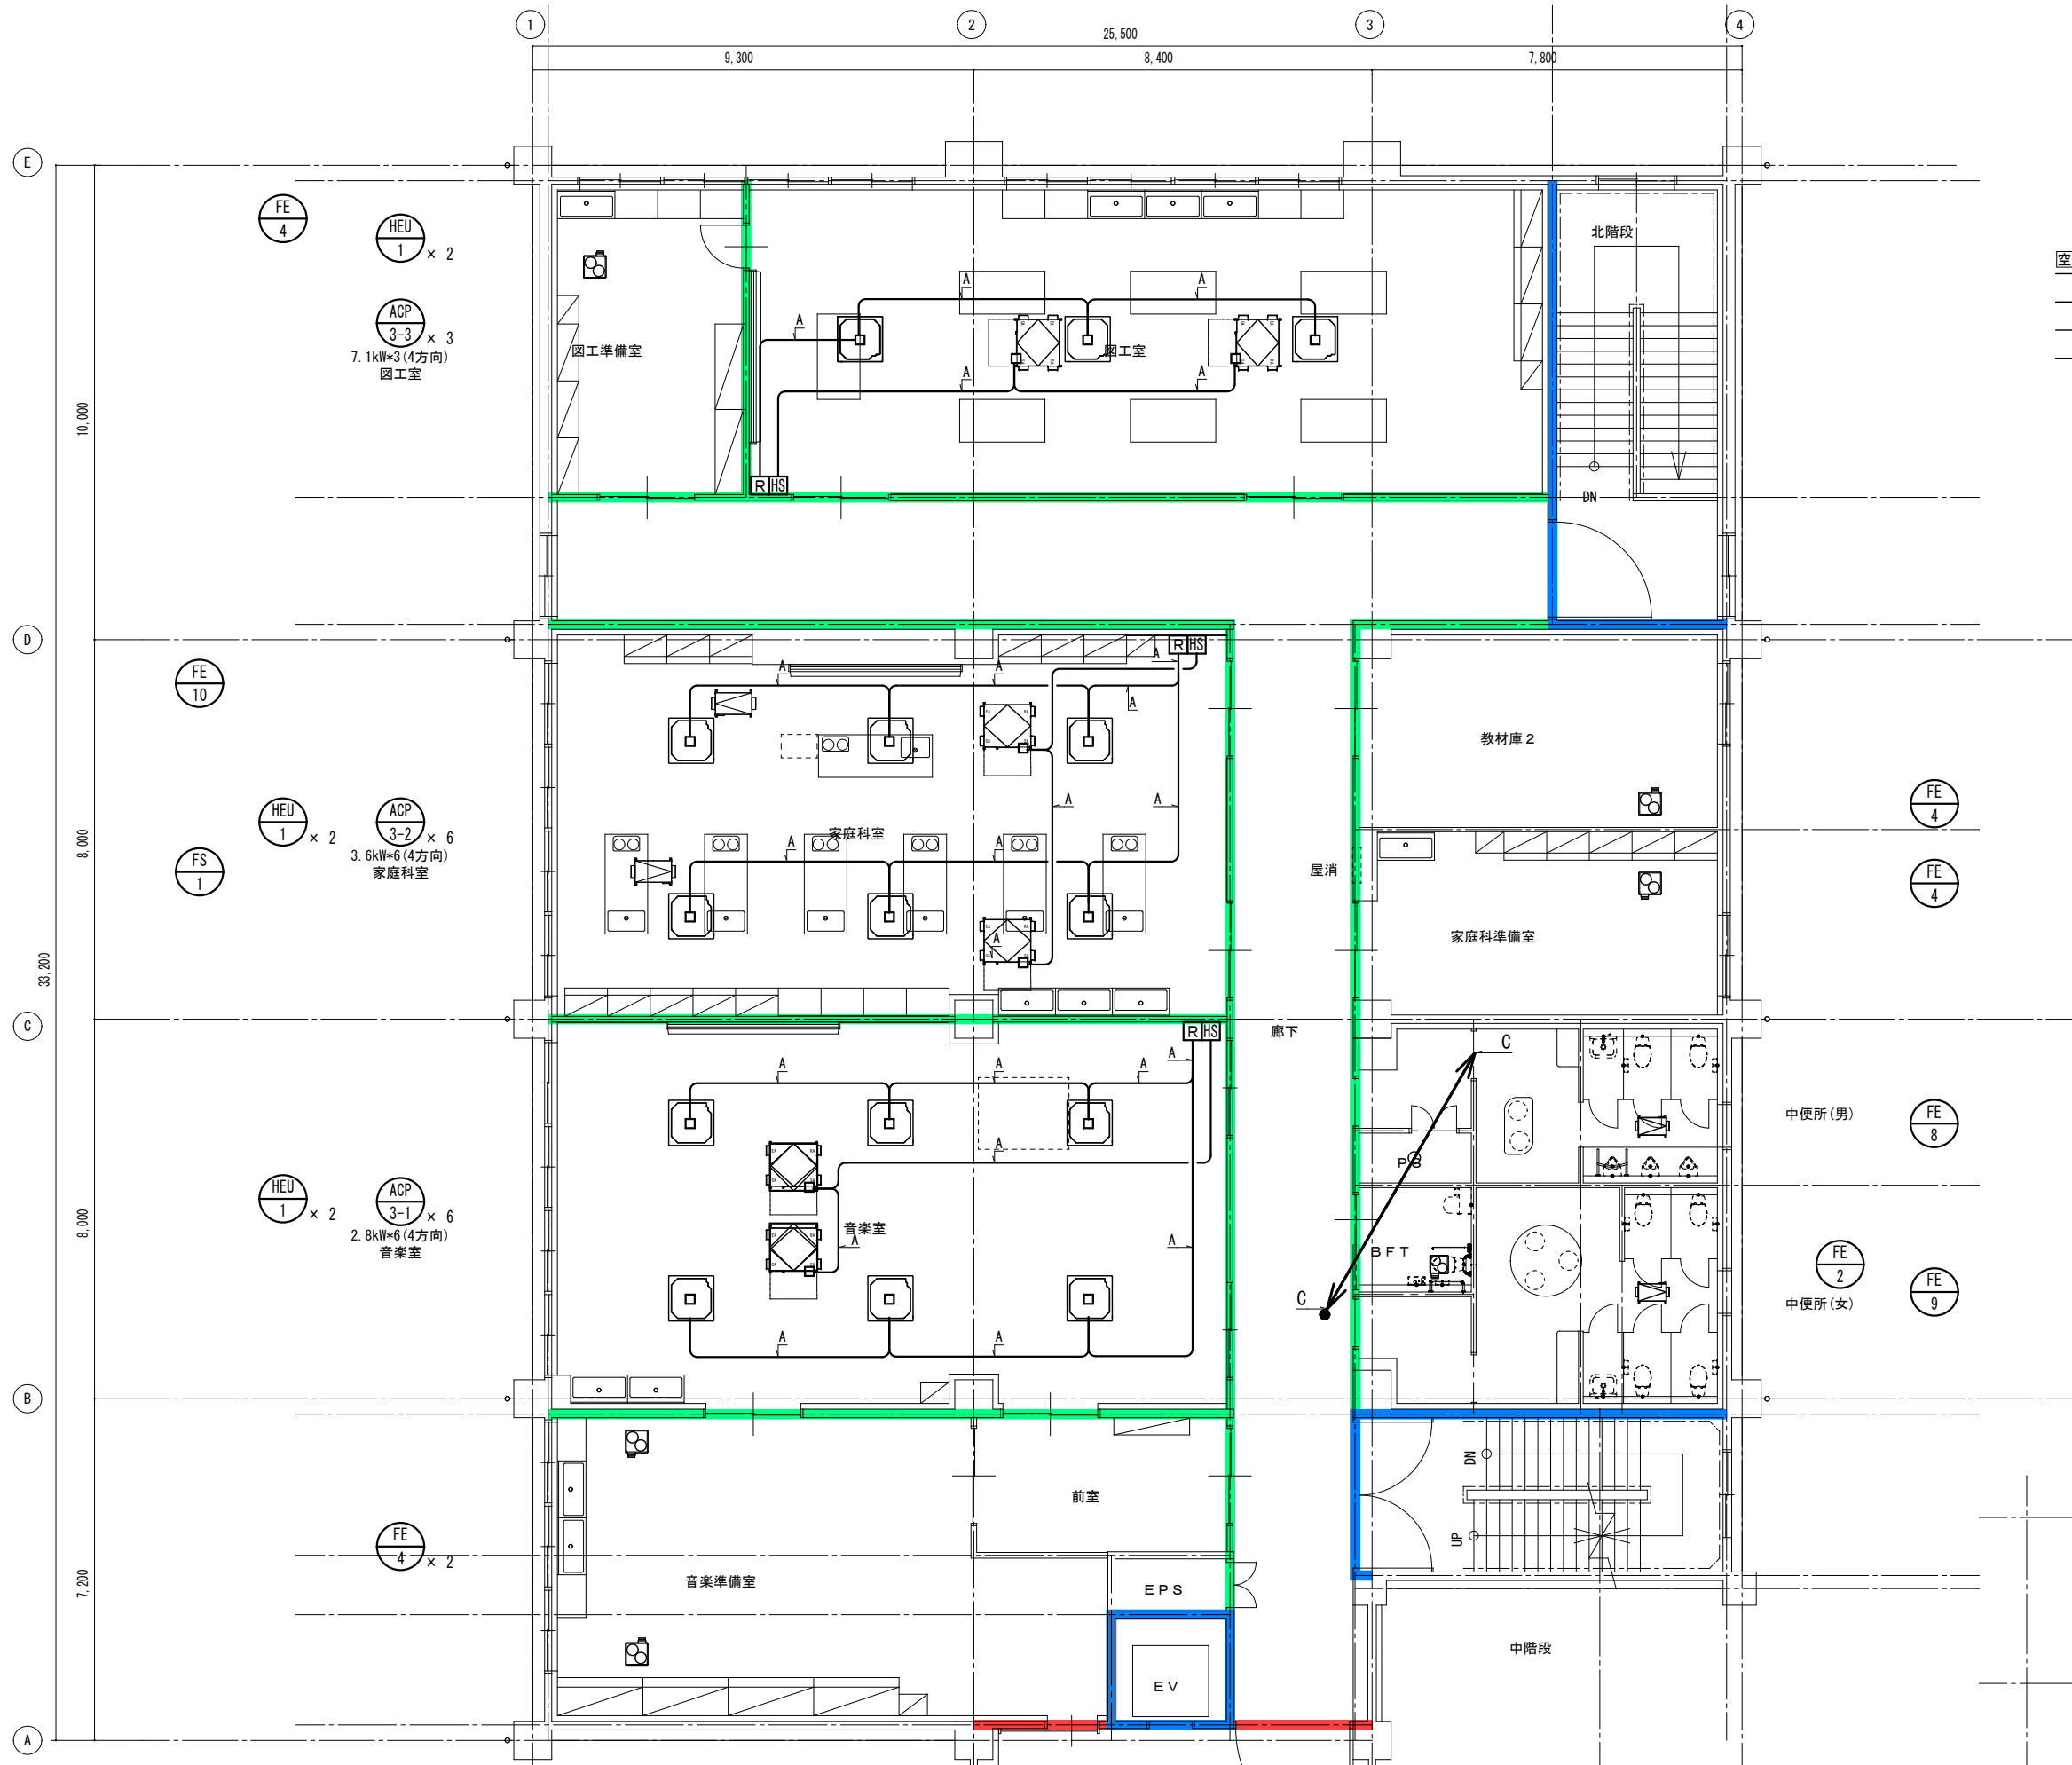 1
2
3
4
25,500
9,300
8,400
7,800
E
FE
4
HEU
1
× 2
ACP
3-3
× 3
7.1kW*3(4方向)
図工室
北階段
空
A
A
A
図工準備室
図工室
A
A
10,000
R
HS
DN
D
R
HS
A
A
A
A
FE
10
教材庫2
HEU
1
× 2
ACP
3-2
× 6
3.6kW*6(4方向)
家庭科室
A
A
FE
4
8,000
家庭科室
A
A
FS
1
屋消
FE
4
A
家庭科準備室
33,200
C
R
HS
廊下
C
A
A
A
A
中便所(男)
FE
8
A
PS
HEU
1
× 2
ACP
3-1
× 6
2.8kW*6(4方向)
音楽室
8,000
音楽室
A
A
BFT
FE
2
中便所(女)
FE
9
C
A
A
B
DN
前室
UP
FE
4
× 2
7,200
音楽準備室
EPS
中階段
EV
A